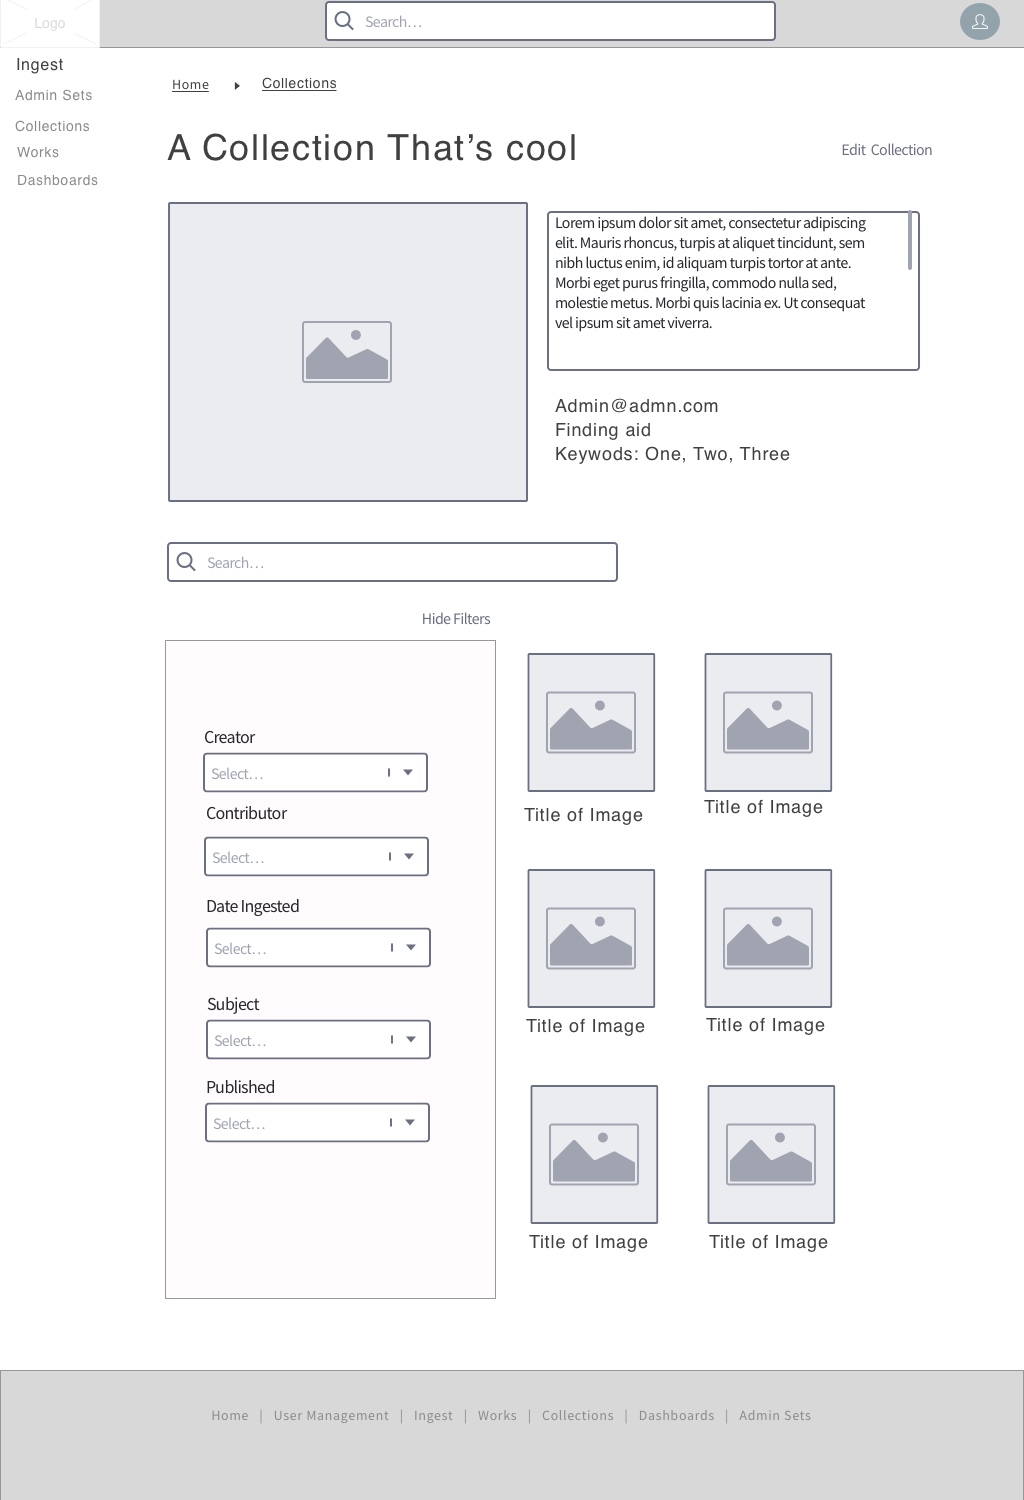 Logo
Search...
Ingest
Admin Sets
Collections
Works
Dashboards
Home
Collections
A Collection That's cool
Edit Collection
Lorem ipsum dolor sit amet, consectetur adipiscing
elit. Mauris rhoncus, turpis at aliquet tincidunt, sem
nibh luctus enim, id aliquam turpis tortor at ante.
Morbi eget purus fringilla, commodo nulla sed,
molestie metus. Morbi quis lacinia ex. Ut consequat
vel ipsum sit amet viverra.
Admin@admn.com
Finding aid
Keywods: One, Two, Three
Search...
Hide Filters
Creator
Select...
Contributor
Select...
Date Ingested
Select...
Subject
Select...
Published
Select...
Title of Image
Title of Image
Title of Image
Title of Image
Title of Image
Title of Image
Home | User Management | Ingest | Works | Collections | Dashboards | Admin Sets